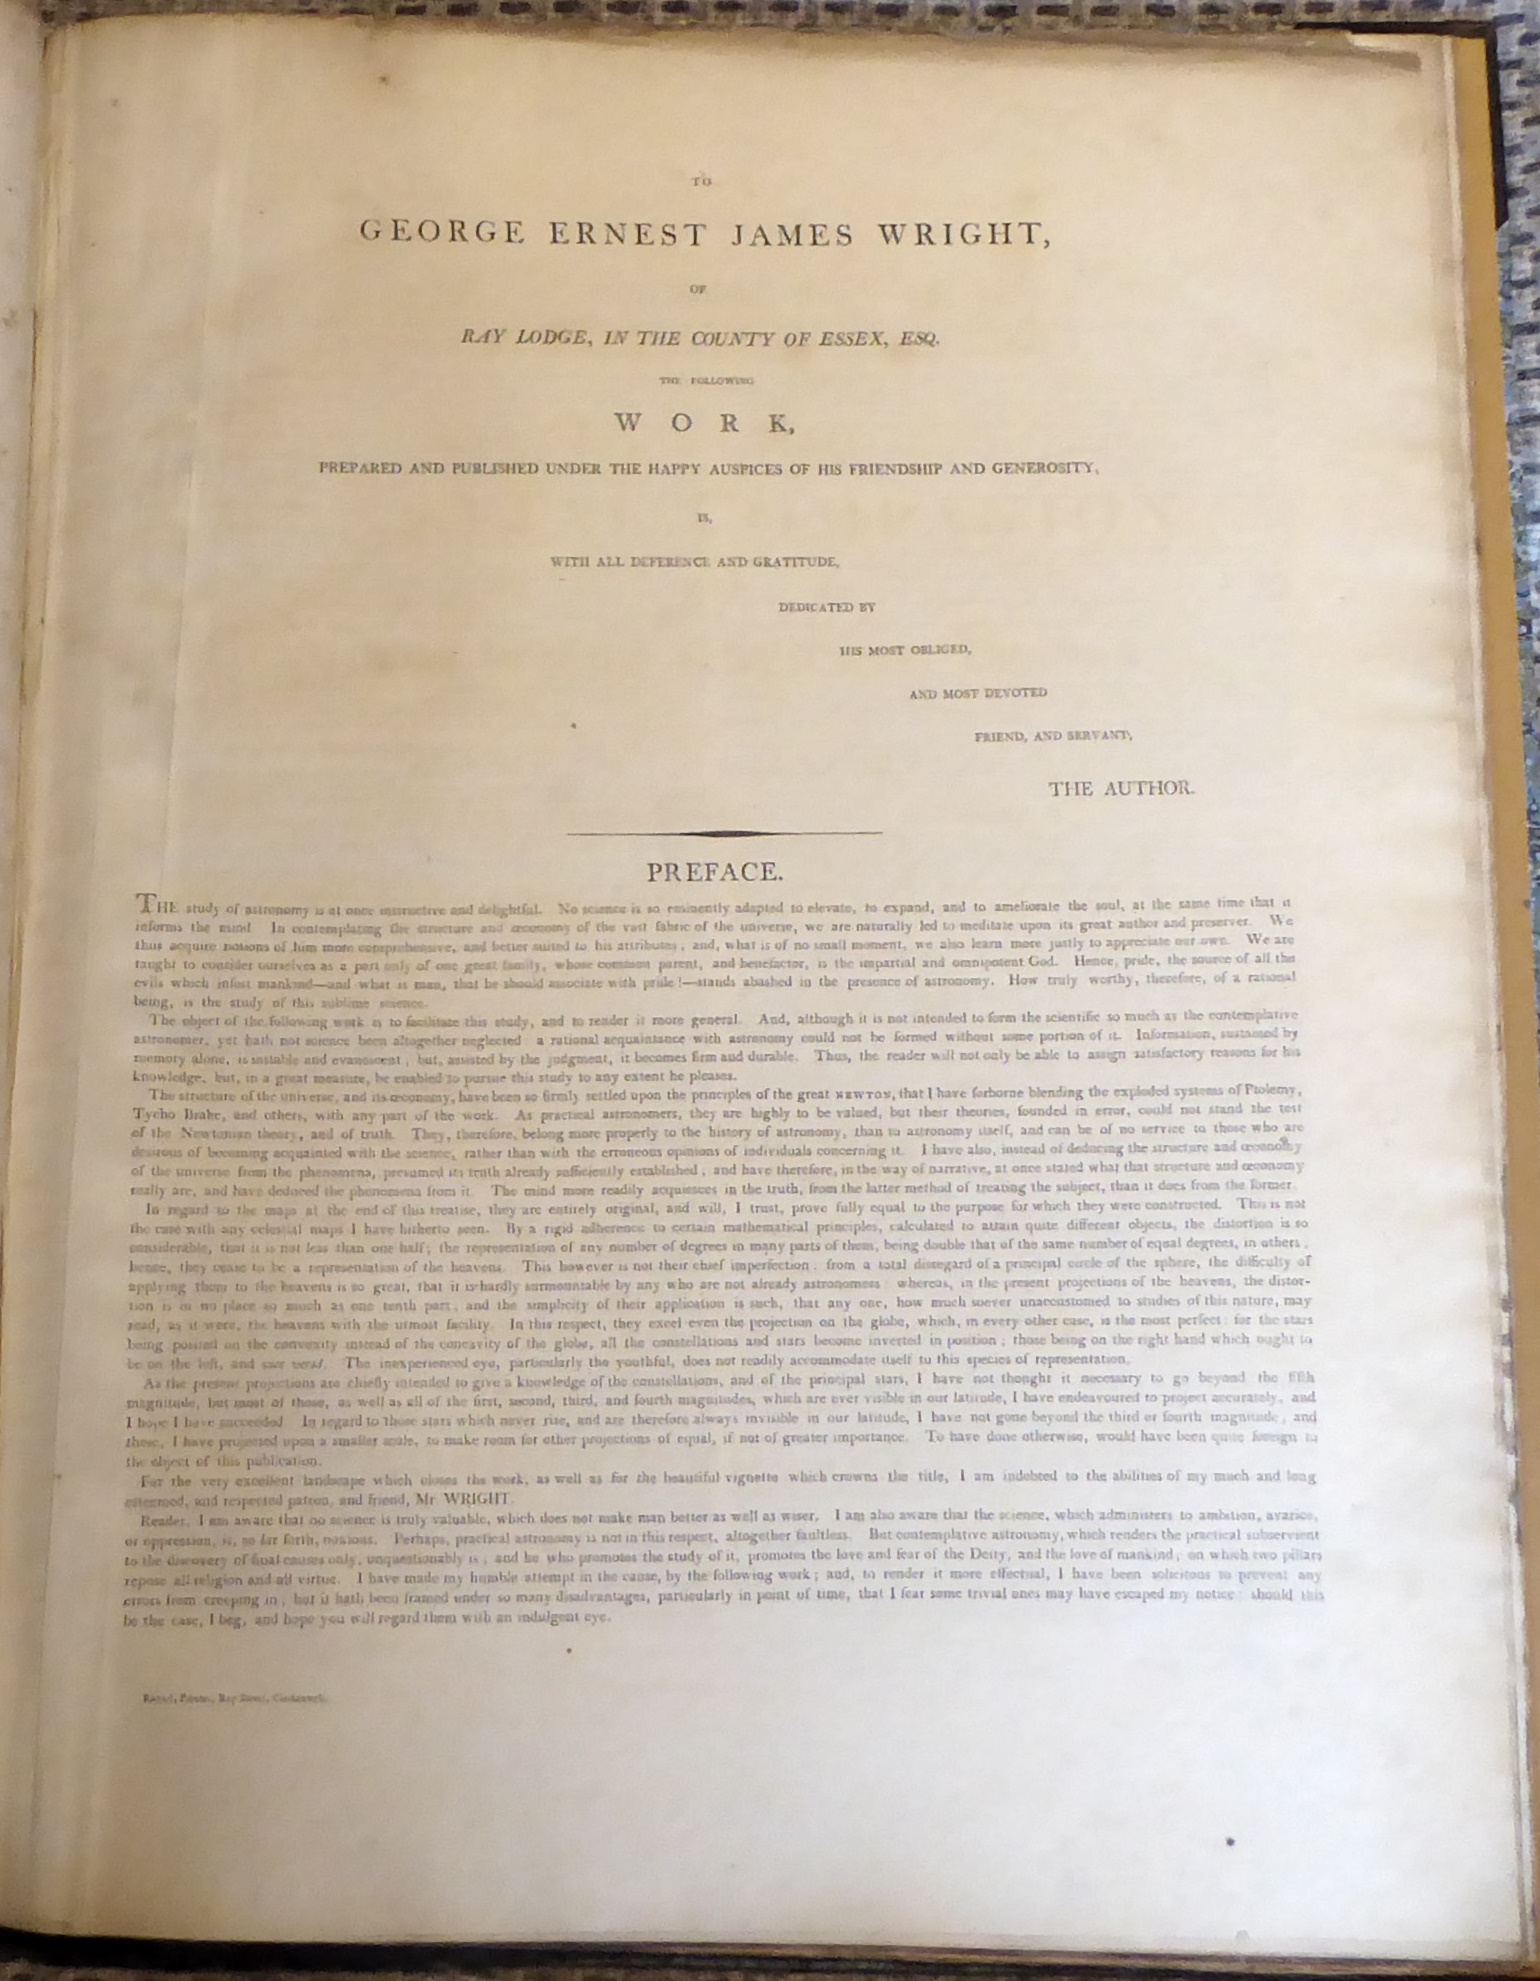 TO
GEORGE ERNEST JAMES WRIGHT,
OF
RAY LODGE, IN THE COUNTY OF ESSEX, ESQ.
THE FOLLOWING
WORK,
PREPARED AND PUBLISHED UNDER THE HAPPY AUSPICES OF HIS FRIENDSHIP AND GENEROSITY,
IS,
WITH ALL DEFERENCE AND GRATITUDE,
DEDICATED BY
HIS MOST OBLIGED,
AND MOST DEVOTED
FRIEND, AND SERVANT,
THE AUTHOR.
PREFACE.
THE study of astronomy is at once instructive and delightful. No science is so eminently adapted to elevate, to expand, and to ameliorate the soul, at the same time that it
informs the mind. In contemplating the structure and œconomy of the vast fabric of the universe, we are naturally led to meditate upon its great author and preserver. We
thus acquire notions of him more comprehensive, and better suited to his attributes; and, what is of no small moment, we also learn more justly to appreciate our own. We are
taught to consider ourselves as a part only of one great family, whose common parent, and benefactor, is the impartial and omnipotent God. Hence, pride, the source of all the
evils which infest mankind—and what is man, that he should associate with pride!—stands abashed in the presence of astronomy. How truly worthy, therefore, of a rational
being, is the study of this sublime science.
The object of the following work is to facilitate this study, and to render it more general. And, although it is not intended to form the scientific so much as the contemplative
astronomer, yet hath not science been altogether neglected: a rational acquaintance with astronomy could not be formed without some portion of it. Information, sustained by
memory alone, is instable and evanescent; but, assisted by the judgment, it becomes firm and durable. Thus, the reader will not only be able to assign satisfactory reasons for his
knowledge, but, in a great measure, be enabled to pursue this study to any extent he pleases.
The structure of the universe, and its œconomy, have been so firmly settled upon the principles of the great NEWTON, that I have forborne blending the exploded systems of Ptolemy,
Tycho Brahe, and others, with any part of the work. As practical astronomers, they are highly to be valued, but their theories, founded in error, could not stand the test
of the Newtonian theory, and of truth. They, therefore, belong more properly to the history of astronomy, than to astronomy itself, and can be of no service to those who are
desirous of becoming acquainted with the science, rather than with the erroneous opinions of individuals concerning it. I have also, instead of deducing the structure and œconomy
of the universe from the phenomena, presumed its truth already sufficiently established; and have therefore, in the way of narrative, at once stated what that structure and œconomy
really are, and have deduced the phenomena from it. The mind more readily acquiesces in the truth, from the latter method of treating the subject, than it does from the former.
In regard to the maps at the end of this treatise, they are entirely original, and will, I trust, prove fully equal to the purpose for which they were constructed. This is not
the case with any celestial maps I have hitherto seen. By a rigid adherence to certain mathematical principles, calculated to attain quite different objects, the distortion is so
considerable, that it is not less than one half; the representation of any number of degrees in many parts of them, being double that of the same number of equal degrees, in others;
hence, they cease to be a representation of the heavens. This however is not their chief imperfection: from a total disregard of a principal circle of the sphere, the difficulty of
applying them to the heavens is so great, that it is hardly surmountable by any who are not already astronomers: whereas, in the present projections of the heavens, the distor-
tion is in no place so much as one tenth part, and the simplicity of their application is such, that any one, how much soever unaccustomed to studies of this nature, may
read, as it were, the heavens with the utmost facility. In this respect, they excel even the projection on the globe, which, in every other case, is the most perfect: for the stars
being posited on the convexity instead of the concavity of the globe, all the constellations and stars become inverted in position; those being on the right hand which ought to
be on the left, and vice versâ. The inexperienced eye, particularly the youthful, does not readily accommodate itself to this species of representation.
As the present projections are chiefly intended to give a knowledge of the constellations, and of the principal stars, I have not thought it necessary to go beyond the fifth
magnitude, but most of those, as well as all of the first, second, third, and fourth magnitudes, which are ever visible in our latitude, I have endeavoured to project accurately, and
I hope I have succeeded. In regard to those stars which never rise, and are therefore always invisible in our latitude, I have not gone beyond the third or fourth magnitude, and
these, I have projected upon a smaller scale, to make room for other projections of equal, if not of greater importance. To have done otherwise, would have been quite foreign to
the object of this publication.
For the very excellent landscape which closes the work, as well as for the beautiful vignette which crowns the title, I am indebted to the abilities of my much and long
esteemed, and respected patron, and friend, Mr. WRIGHT.
Reader, I am aware that no science is truly valuable, which does not make man better as well as wiser. I am also aware that the science, which administers to ambition, avarice,
or oppression, is, so far forth, noxious. Perhaps, practical astronomy is not in this respect, altogether faultless. But contemplative astronomy, which renders the practical subservient
to the discovery of final causes only, unquestionably is; and he who promotes the study of it, promotes the love and fear of the Deity, and the love of mankind; on which two pillars
repose all religion and all virtue. I have made my humble attempt in the cause, by the following work; and, to render it more effectual, I have been solicitous to prevent any
errors from creeping in; but it hath been framed under so many disadvantages, particularly in point of time, that I fear some trivial ones may have escaped my notice: should this
be the case, I beg, and hope you will regard them with an indulgent eye.
Printer, Ray Street, Clerkenwell.